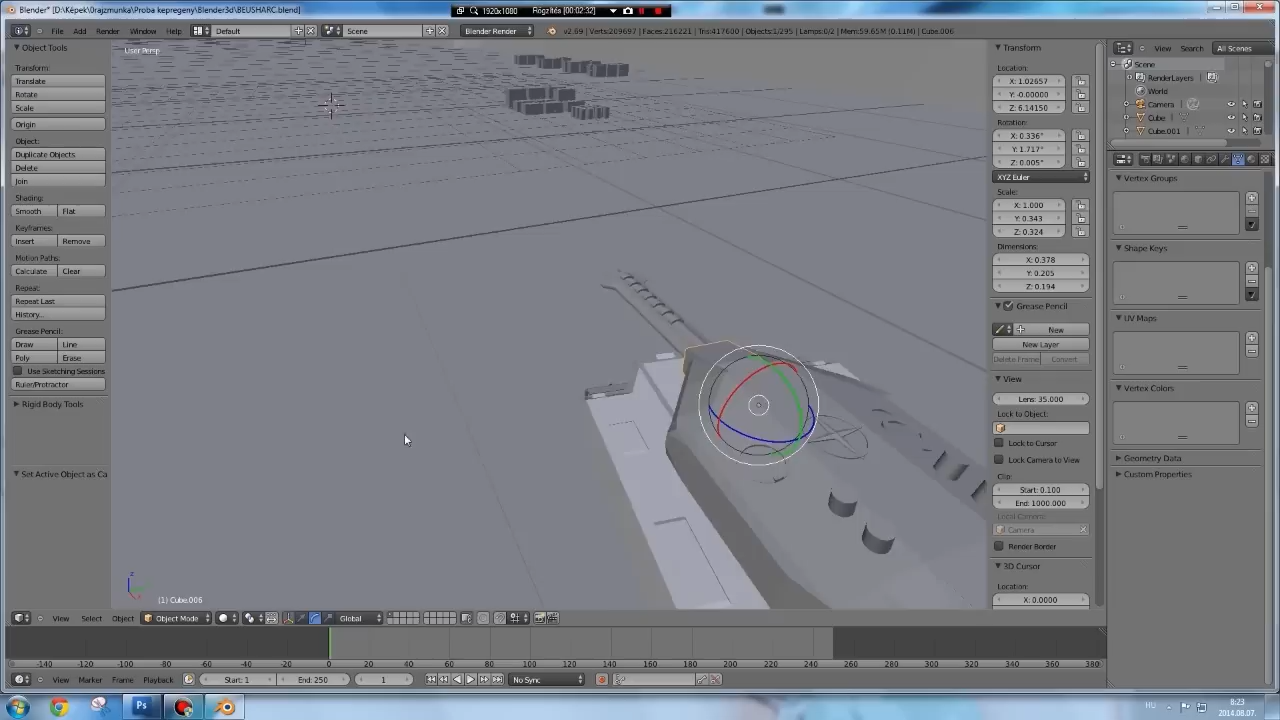 Blender* [D:\Képek\0rajzmunka\Proba kepregeny\Blender3d\BEUSHARC.blend]
1920x1080 Rögzítés [00:02:32]
File Add Render Window Help Default Scene Blender Render v2.69 | Verts:209697 | Faces:216221 | Tris:417600 | Objects:1/295 | Lamps:0/2 | Mem:59.65M (0.11M) | Cube.006
View Search All Scenes
Object Tools
Transform:
Translate
Rotate
Scale
Origin
Object:
Duplicate Objects
Delete
Join
Shading:
Smooth Flat
Keyframes:
Insert Remove
Motion Paths:
Calculate Clear
Repeat:
Repeat Last
History...
Grease Pencil:
Draw Line
Poly Erase
Use Sketching Sessions
Ruler/Protractor
Rigid Body Tools
Set Active Object as Ca
User Persp
(1) Cube.006
Transform
Location:
X: 1.02657
Y: -0.00000
Z: 6.14150
Rotation:
X: 0.336°
Y: 1.717°
Z: 0.005°
XYZ Euler
Scale:
X: 1.000
Y: 0.343
Z: 0.324
Dimensions:
X: 0.378
Y: 0.205
Z: 0.194
Grease Pencil
New
New Layer
Delete Frame Convert
View
Lens: 35.000
Lock to Object:
Lock to Cursor
Lock Camera to View
Clip:
Start: 0.100
End: 1000.000
Local Camera:
Camera
Render Border
3D Cursor
Location:
X: 0.0000
Scene
RenderLayers
World
Camera
Cube
Cube.001
Vertex Groups
Shape Keys
UV Maps
Vertex Colors
Geometry Data
Custom Properties
View Select Object Object Mode Global
-140 -120 -100 -80 -60 -40 -20 0 20 40 60 80 100 120 140 160 180 200 220 240 260 280 300 320 340 360 380
View Marker Frame Playback Start: 1 End: 250 1 No Sync
Ps
HU
8:23
2014.08.07.